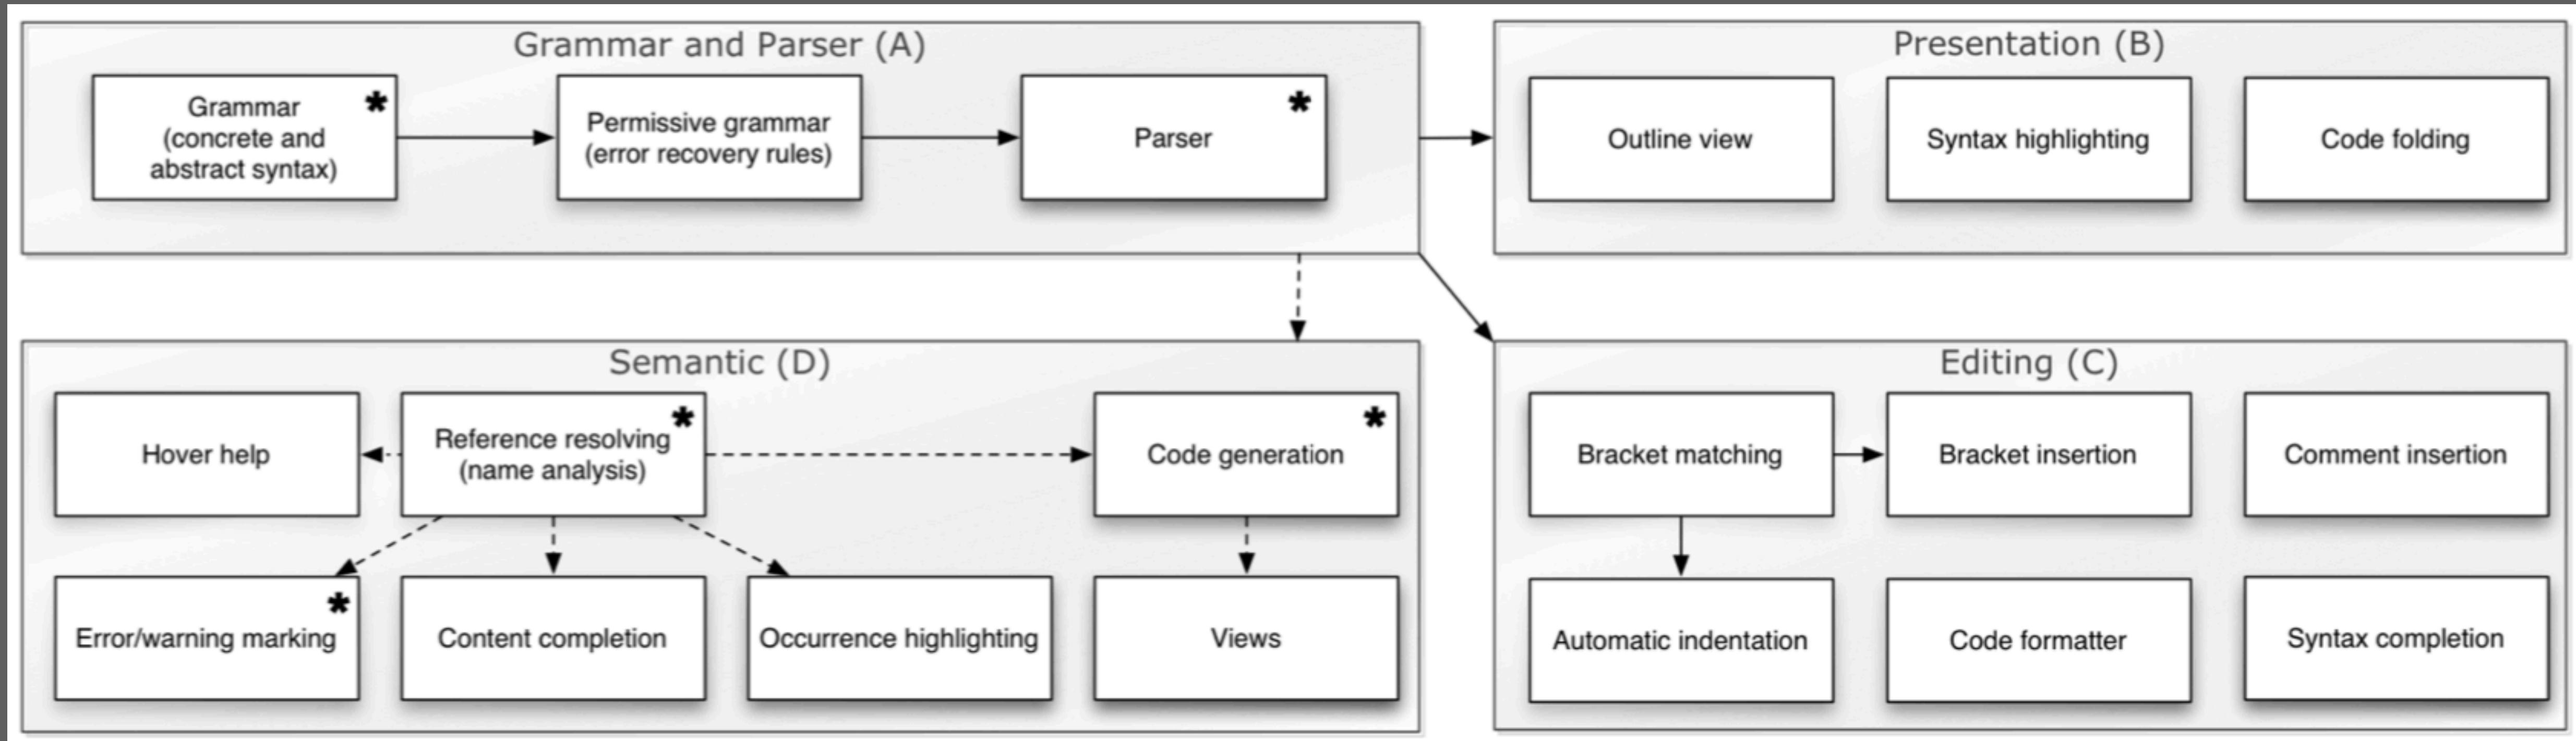 Grammar and Parser (A)
Grammar *
(concrete and
abstract syntax)
Permissive grammar
(error recovery rules)
Parser *
Presentation (B)
Outline view
Syntax highlighting
Code folding
Semantic (D)
Hover help
Reference resolving *
(name analysis)
Code generation *
Error/warning marking *
Content completion
Occurrence highlighting
Views
Editing (C)
Bracket matching
Bracket insertion
Comment insertion
Automatic indentation
Code formatter
Syntax completion